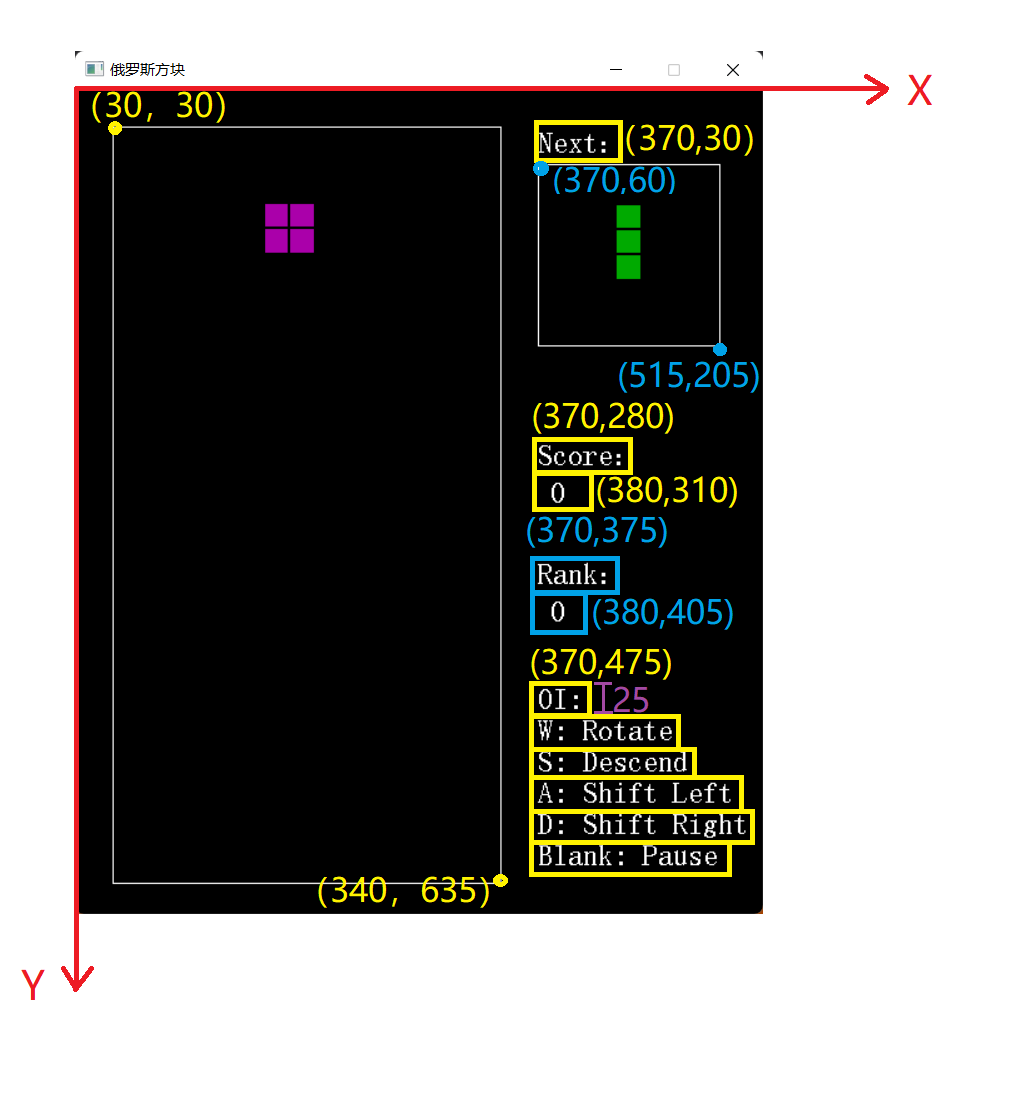 俄罗斯方块
X
(30，30)
Next:
(370,30)
(370,60)
(515,205)
(370,280)
Score:
0
(380,310)
(370,375)
Rank:
0
(380,405)
(370,475)
OI:
25
W: Rotate
S: Descend
A: Shift Left
D: Shift Right
Blank: Pause
(340，635)
Y